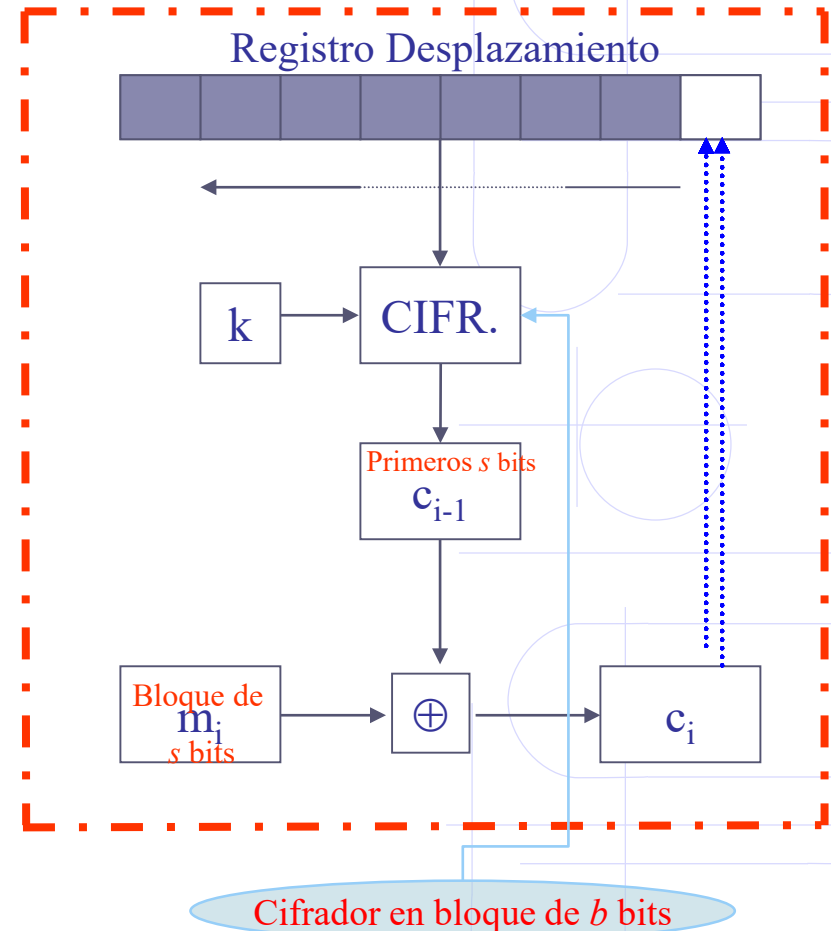 Registro Desplazamiento
k
CIFR.
Primeros s bits
cᵢ₋₁
Bloque de
mᵢ
s bits
⊕
cᵢ
Cifrador en bloque de b bits